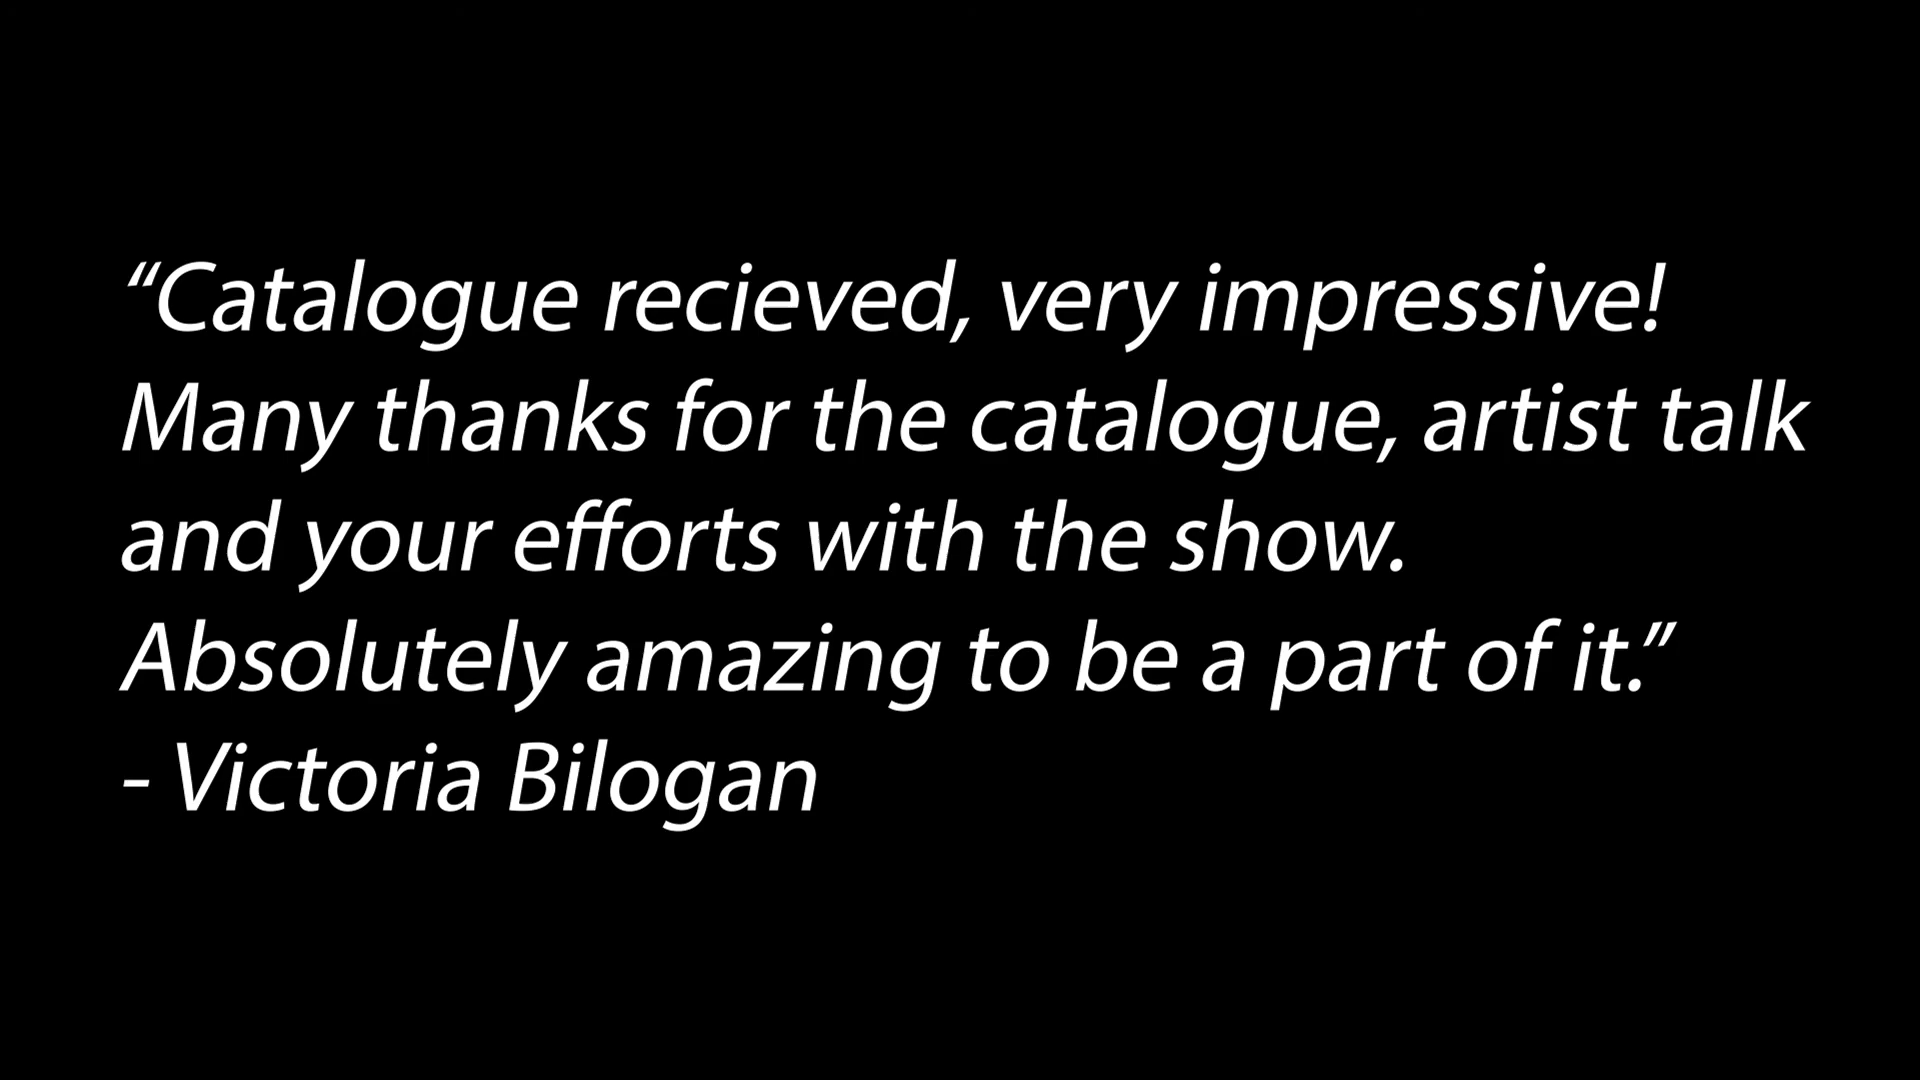 “Catalogue recieved, very impressive!
Many thanks for the catalogue, artist talk
and your efforts with the show.
Absolutely amazing to be a part of it.”
- Victoria Bilogan